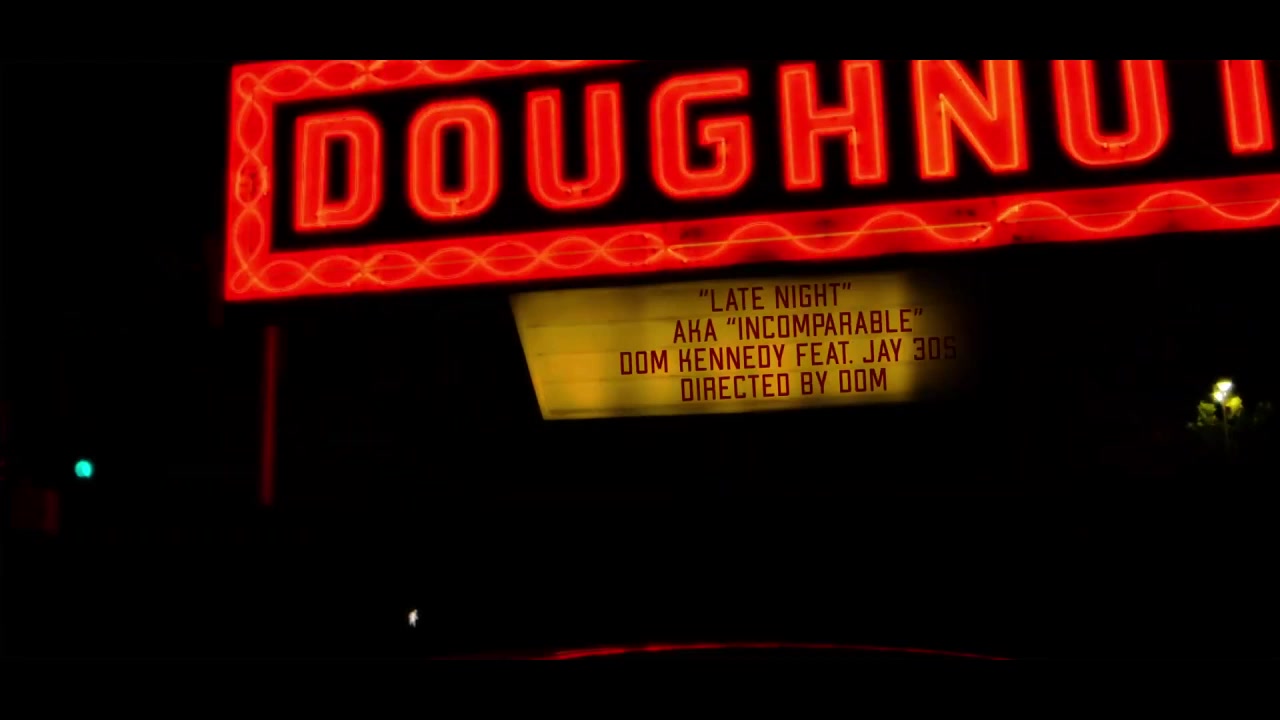 DOUGHNUT
"LATE NIGHT"
AKA "INCOMPARABLE"
DOM KENNEDY FEAT. JAY 305
DIRECTED BY DOM